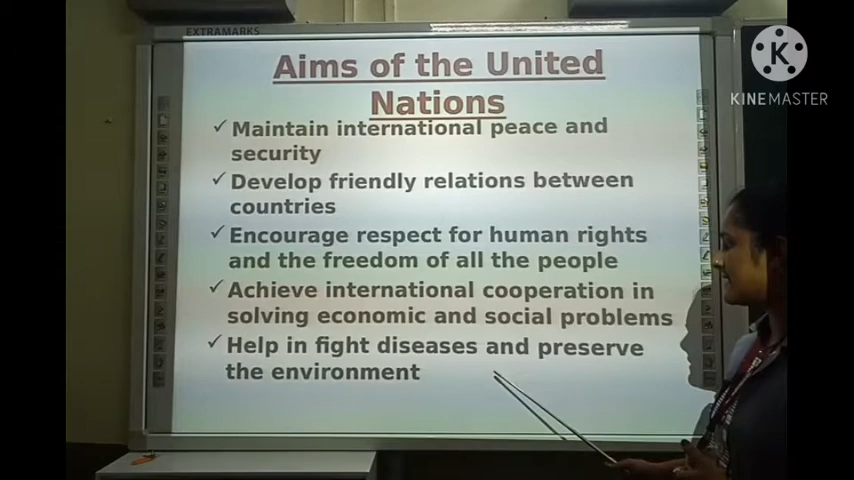 EXTRAMARKS
Aims of the United
Nations
✓ Maintain international peace and
security
✓ Develop friendly relations between
countries
✓ Encourage respect for human rights
and the freedom of all the people
✓ Achieve international cooperation in
solving economic and social problems
✓ Help in fight diseases and preserve
the environment
K
KINEMASTER